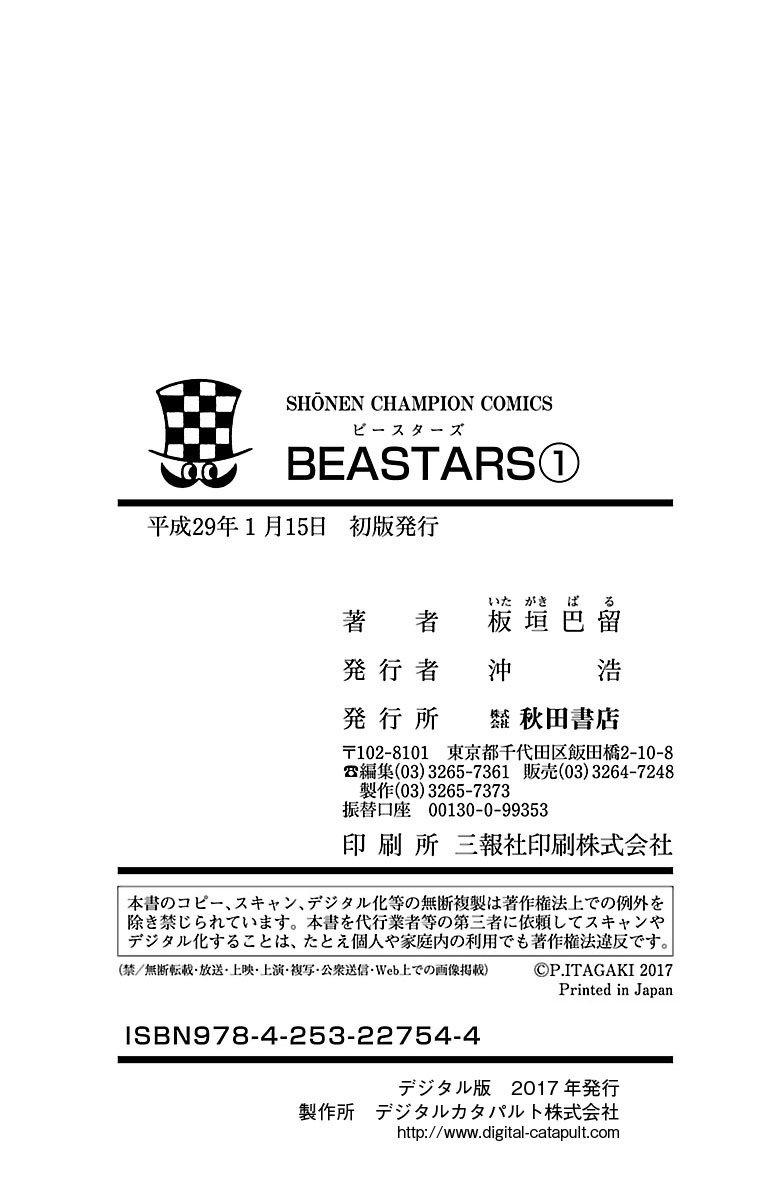 SHŌNEN CHAMPION COMICS
ビースターズ
BEASTARS①
平成29年1月15日 初版発行
いた がき ば る
著者 板垣巴留
発行者 沖浩
発行所 株式会社 秋田書店
〒102-8101 東京都千代田区飯田橋2-10-8
☎編集(03)3265-7361 販売(03)3264-7248
製作(03)3265-7373
振替口座 00130-0-99353
印刷所 三報社印刷株式会社
本書のコピー、スキャン、デジタル化等の無断複製は著作権法上での例外を
除き禁じられています。本書を代行業者等の第三者に依頼してスキャンや
デジタル化することは、たとえ個人や家庭内の利用でも著作権法違反です。
(禁/無断転載・放送・上映・上演・複写・公衆送信・Web上での画像掲載)
©P.ITAGAKI 2017
Printed in Japan
ISBN978-4-253-22754-4
デジタル版 2017年発行
製作所 デジタルカタパルト株式会社
http://www.digital-catapult.com